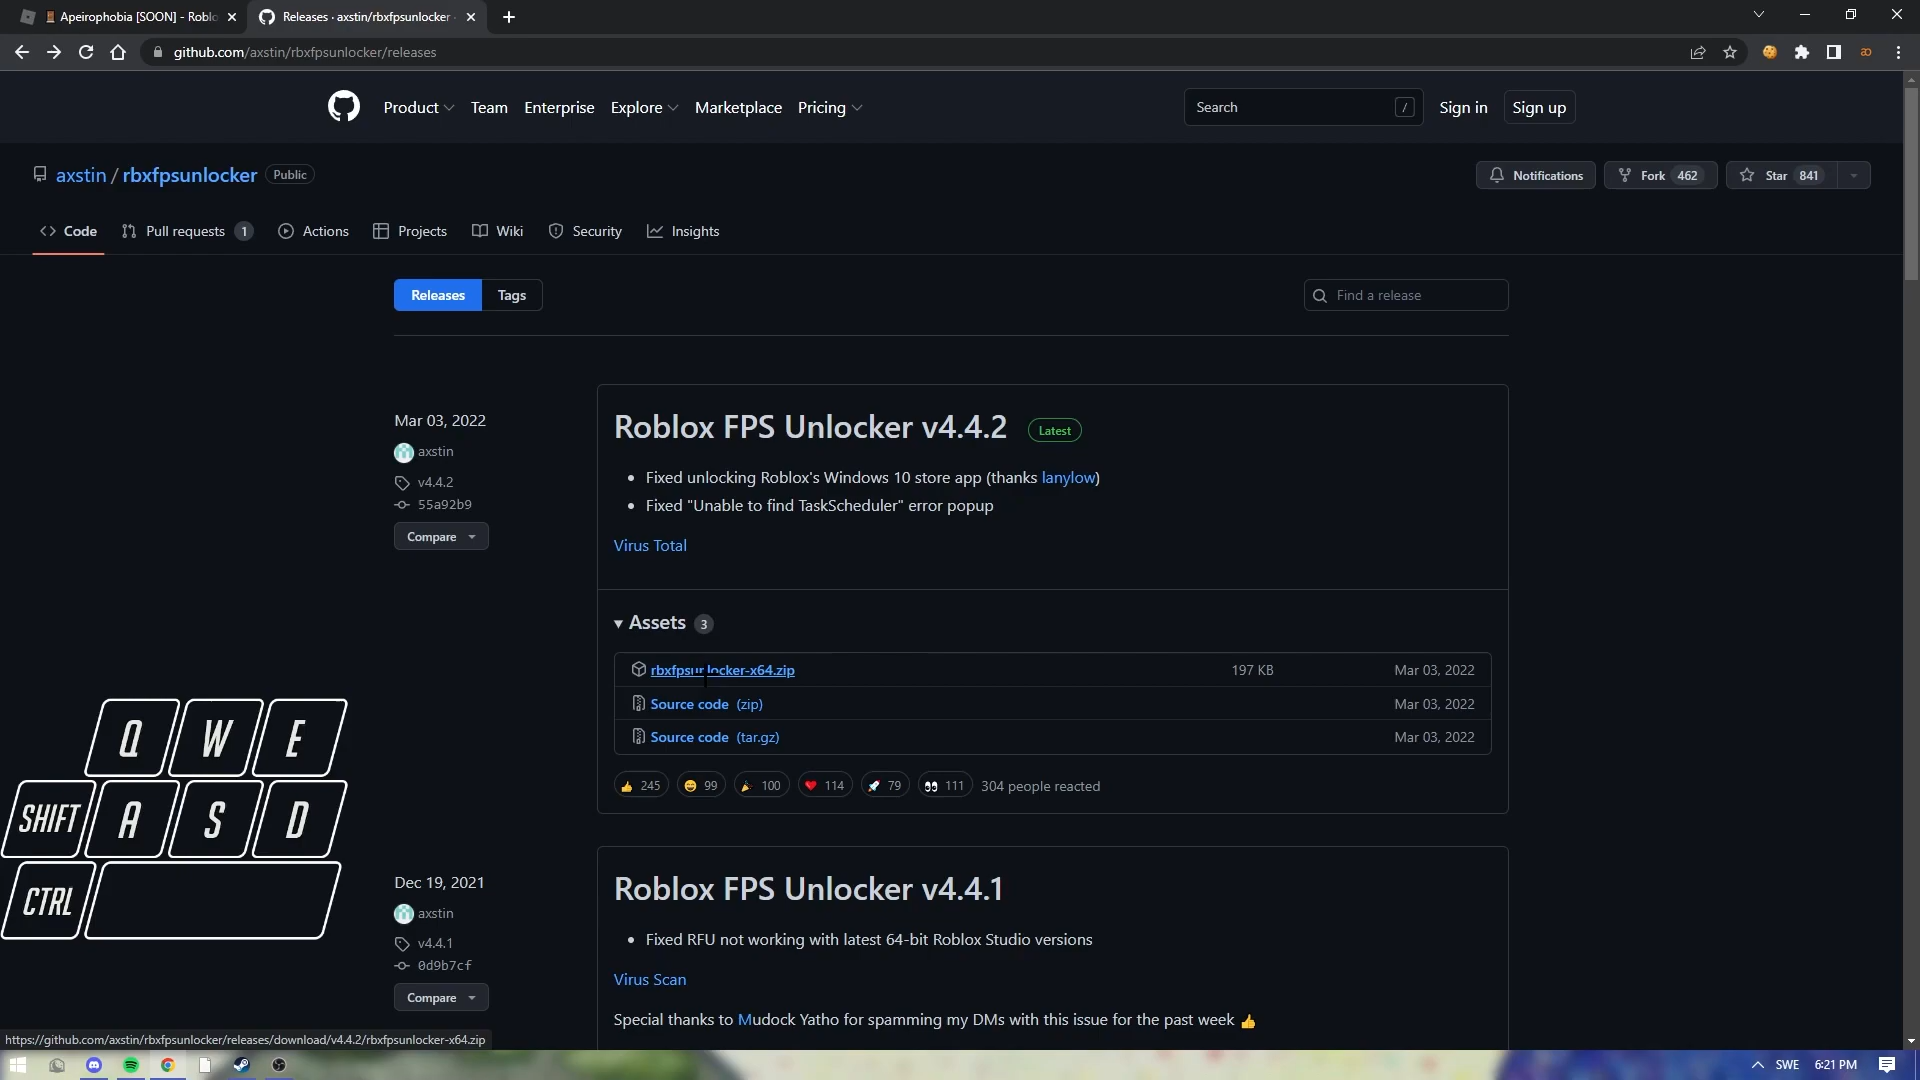 Apeirophobia [SOON] - Roblo
Releases · axstin/rbxfpsunlocker
github.com/axstin/rbxfpsunlocker/releases
Product
Team
Enterprise
Explore
Marketplace
Pricing
Search
/
Sign in
Sign up
axstin / rbxfpsunlocker
Public
Notifications
Fork 462
Star 841
Code
Pull requests 1
Actions
Projects
Wiki
Security
Insights
Releases
Tags
Find a release
Mar 03, 2022
axstin
v4.4.2
55a92b9
Compare
Roblox FPS Unlocker v4.4.2
Latest
• Fixed unlocking Roblox's Windows 10 store app (thanks lanylow)
• Fixed "Unable to find TaskScheduler" error popup
Virus Total
Assets 3
rbxfpsunlocker-x64.zip 197 KB Mar 03, 2022
Source code (zip) Mar 03, 2022
Source code (tar.gz) Mar 03, 2022
👍 245 😄 99 🎉 100 ❤️ 114 🚀 79 👀 111 304 people reacted
Q W E
SHIFT A S D
CTRL
Dec 19, 2021
axstin
v4.4.1
0d9b7cf
Compare
Roblox FPS Unlocker v4.4.1
• Fixed RFU not working with latest 64-bit Roblox Studio versions
Virus Scan
Special thanks to Mudock Yatho for spamming my DMs with this issue for the past week 👍
https://github.com/axstin/rbxfpsunlocker/releases/download/v4.4.2/rbxfpsunlocker-x64.zip
SWE
6:21 PM